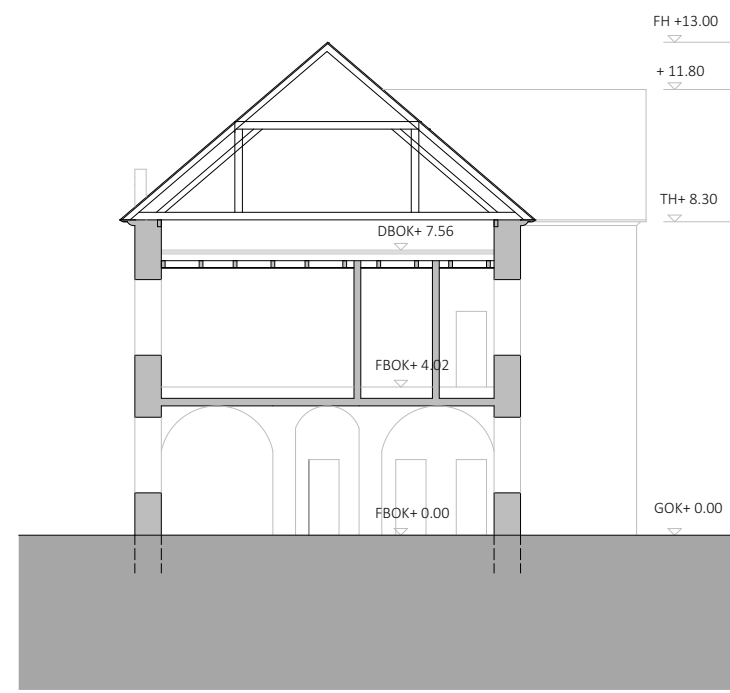 FH +13.00
+ 11.80
TH+ 8.30
DBOK+ 7.56
FBOK+ 4.02
FBOK+ 0.00
GOK+ 0.00